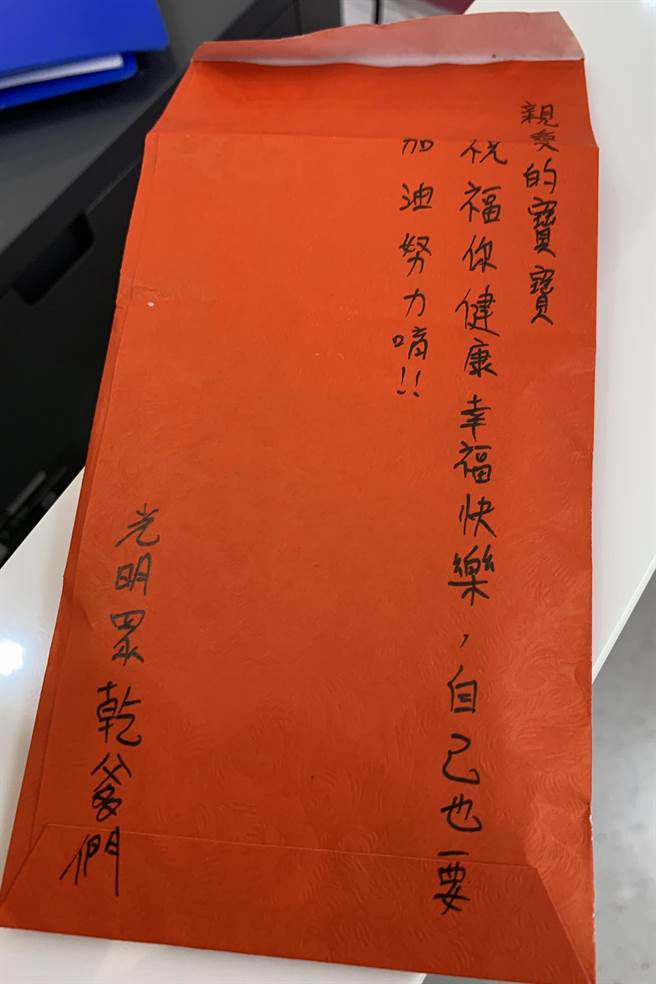 親愛的寶寶
祝福你健康幸福快樂，自己也要
加油努力唷!!
光明眾乾爹們